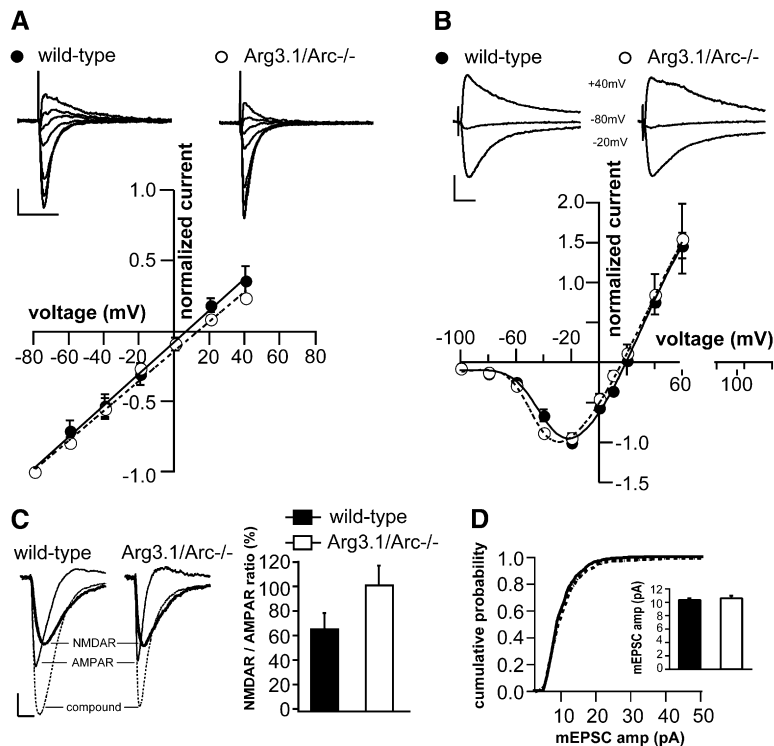 A
wild-type
Arg3.1/Arc-/-
1.0
0.5
normalized current
voltage (mV)
-80 -60 -40 -20 20 40 60 80
-0.5
-1.0
B
wild-type
Arg3.1/Arc-/-
+40mV
-80mV
-20mV
2.0
1.5
1.0
normalized current
voltage (mV)
-100 -60 -20 20 60 100
-1.0
-1.5
C
wild-type
Arg3.1/Arc-/-
NMDAR
AMPAR
compound
wild-type
Arg3.1/Arc-/-
NMDAR / AMPAR ratio (%)
120
100
80
60
40
20
0
D
cumulative probability
1.0
0.8
0.6
0.4
0.2
0.0
10 20 30 40 50
mEPSC amp (pA)
mEPSC amp (pA)
12
10
8
6
4
2
0